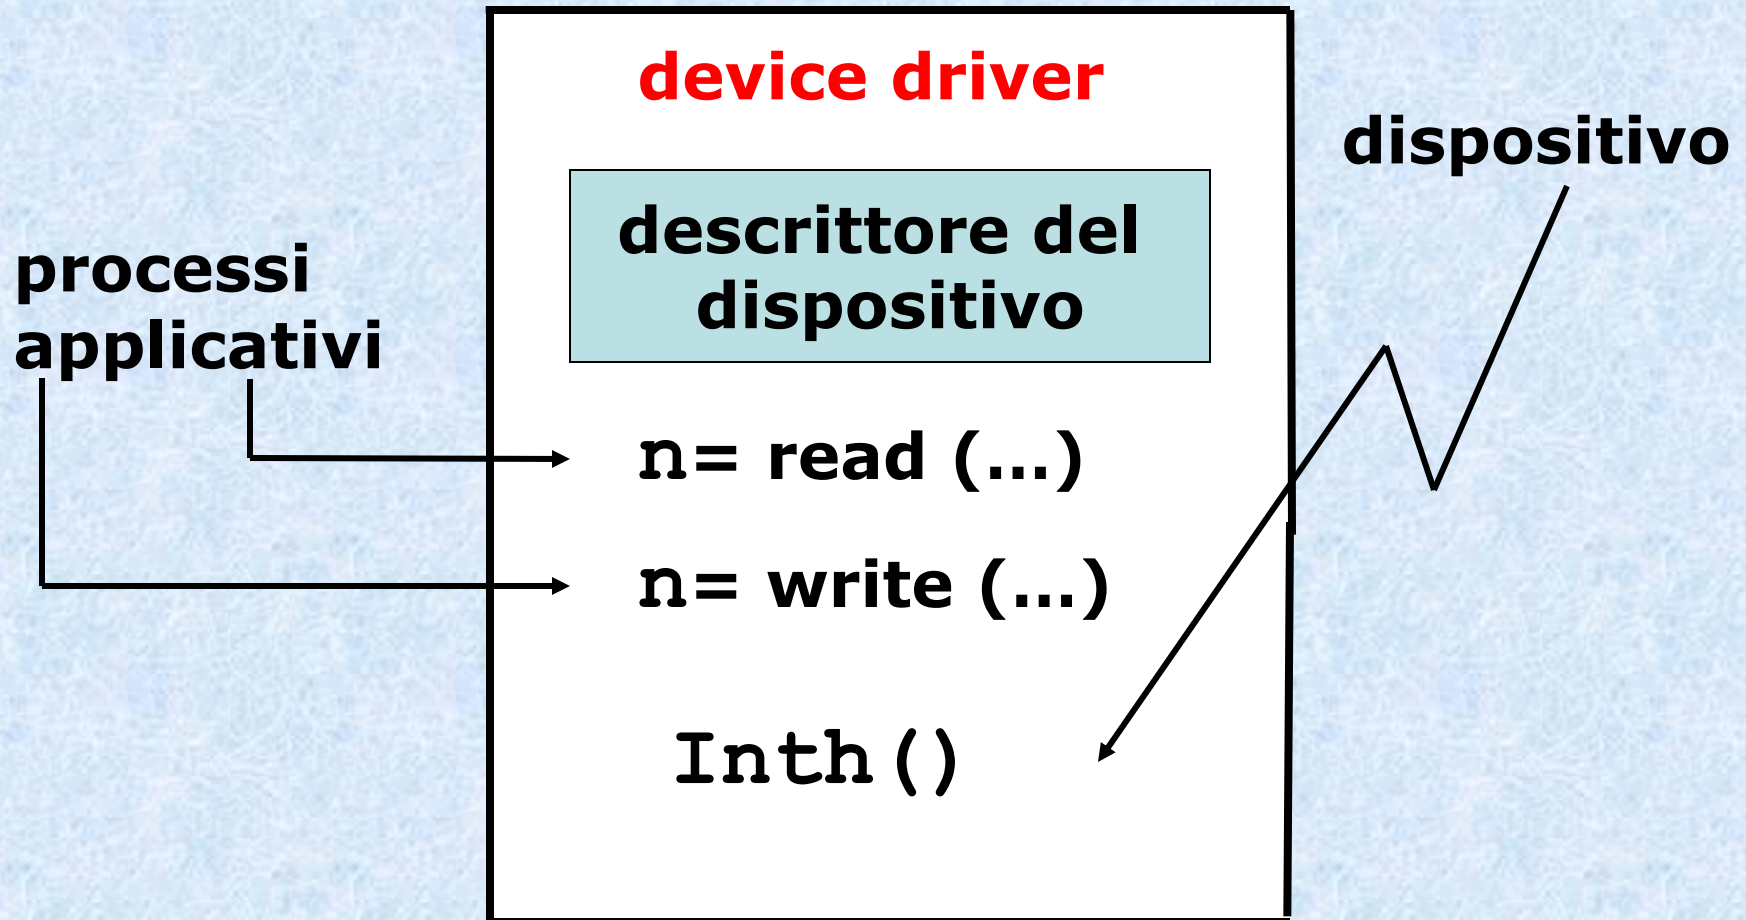 device driver
dispositivo
descrittore del
dispositivo
processi
applicativi
n= read (...)
n= write (...)
Inth()